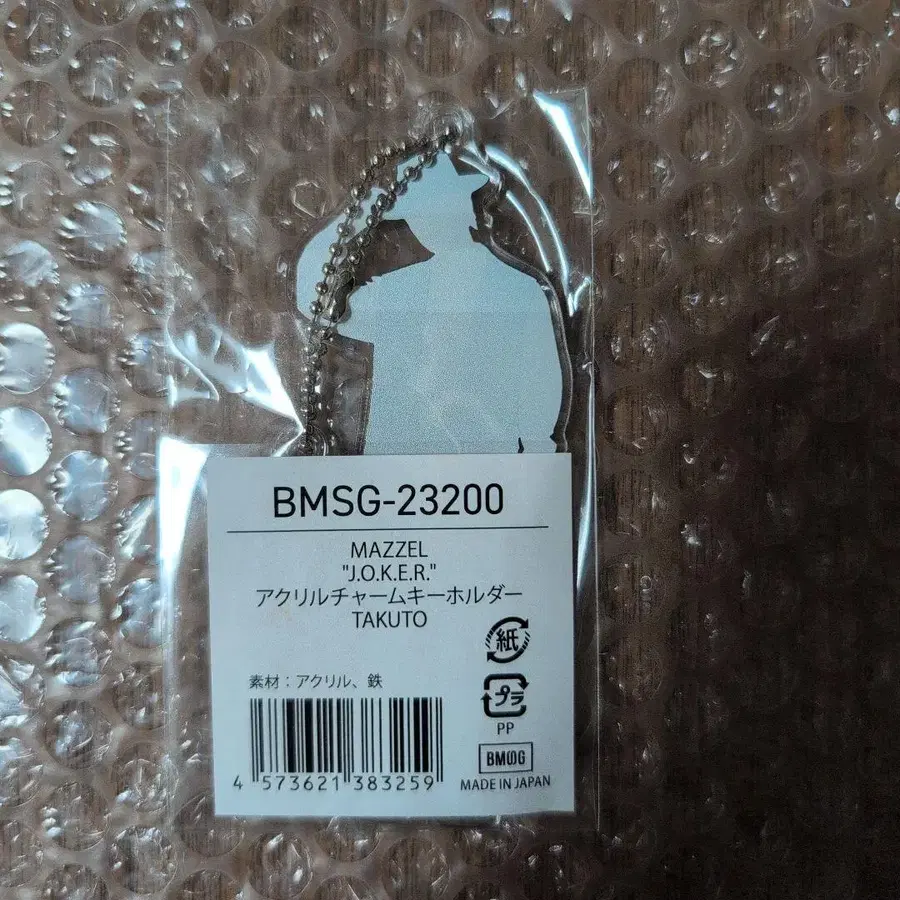 BMSG-23200
MAZZEL
"J.O.K.E.R."
アクリルチャームキーホルダー
TAKUTO
紙
素材：アクリル、鉄
プラ
PP
BMSG
4 573621 383259
MADE IN JAPAN